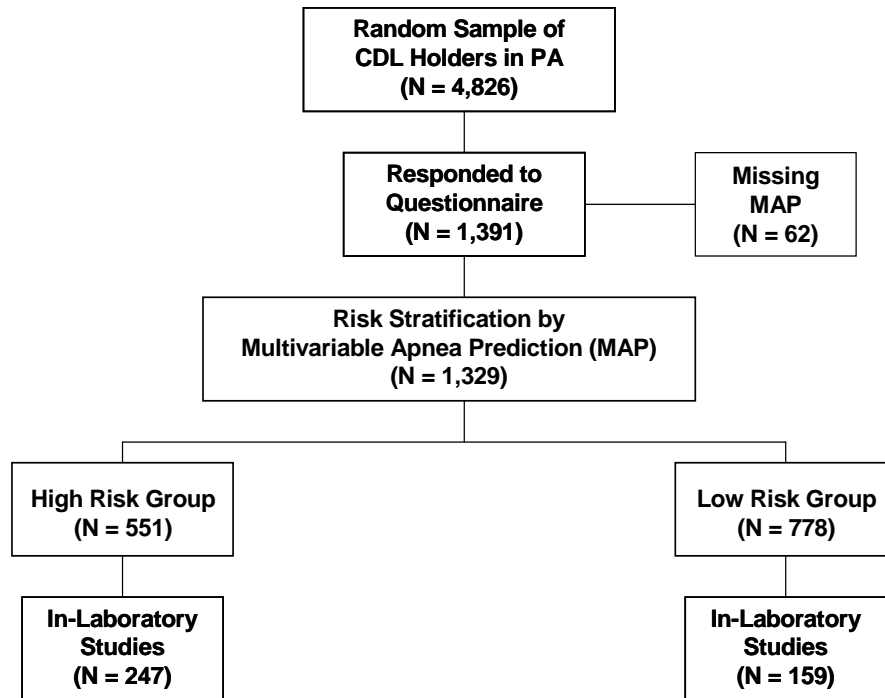 Random Sample of
CDL Holders in PA
(N = 4,826)
Responded to
Questionnaire
(N = 1,391)
Missing
MAP
(N = 62)
Risk Stratification by
Multivariable Apnea Prediction (MAP)
(N = 1,329)
High Risk Group
(N = 551)
Low Risk Group
(N = 778)
In-Laboratory
Studies
(N = 247)
In-Laboratory
Studies
(N = 159)